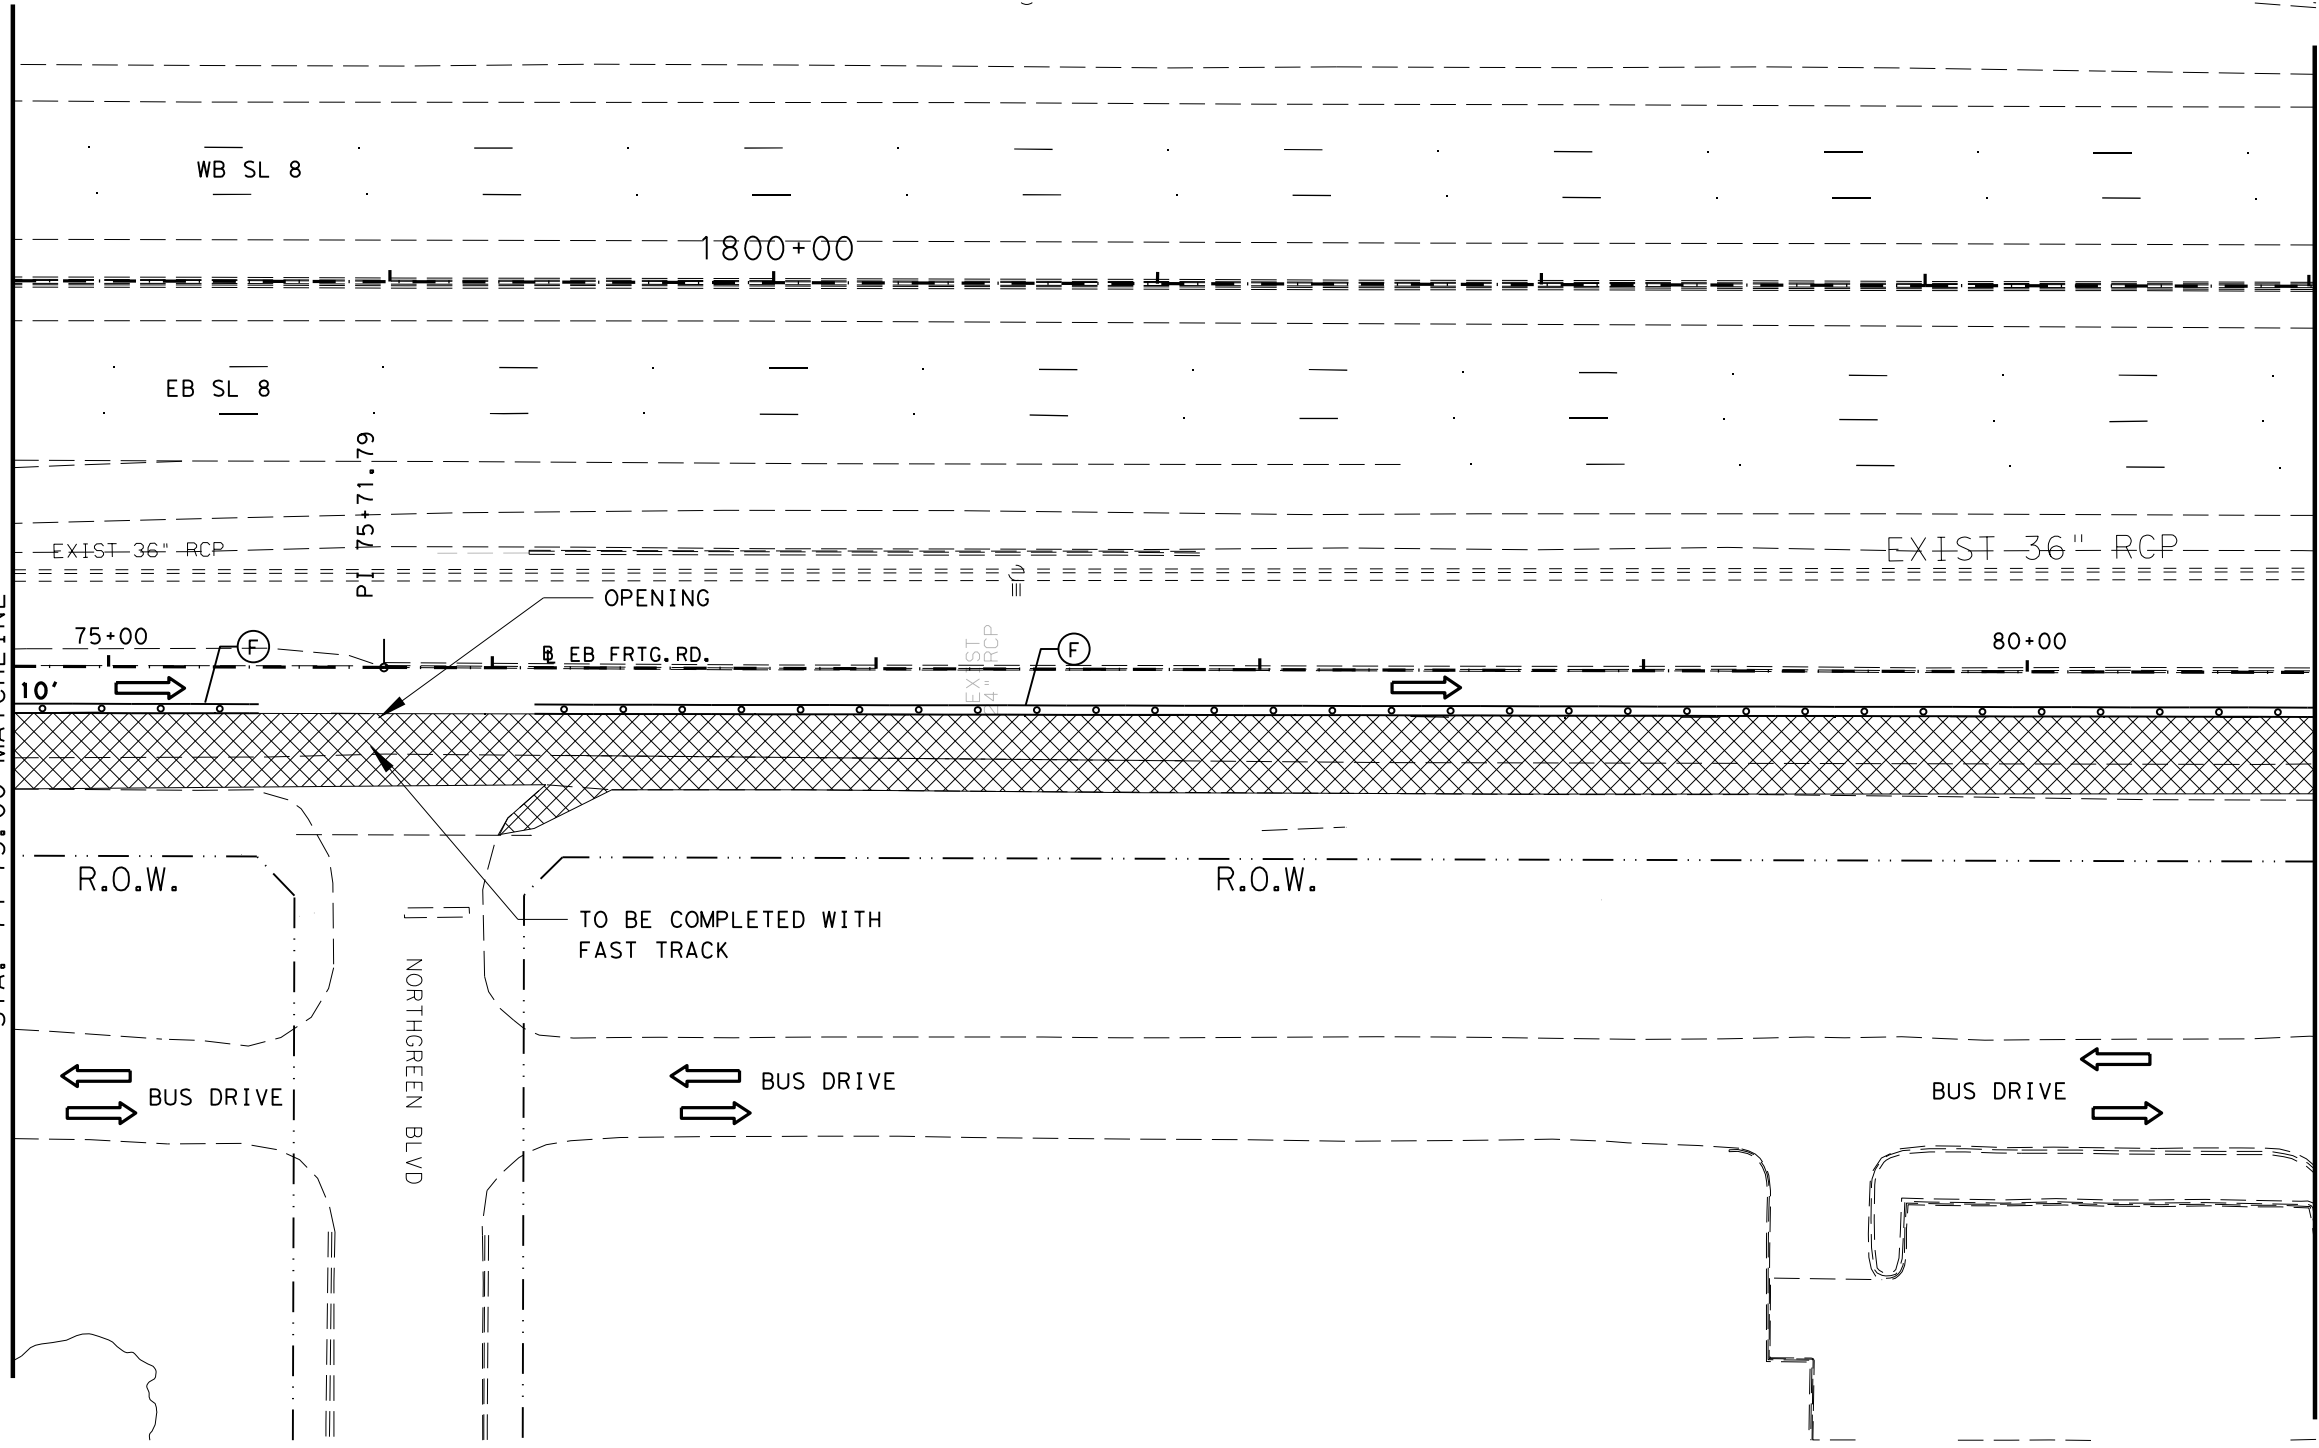 WB SL 8
1800+00
EB SL 8
PI 75+71.79
EXIST 36" RCP
EXIST 36" RCP
OPENING
75+00
F
B EB FRTG.RD.
EXIST
24" RCP
F
80+00
10'
R.O.W.
R.O.W.
TO BE COMPLETED WITH
FAST TRACK
NORTHGREEN BLVD
BUS DRIVE
BUS DRIVE
BUS DRIVE